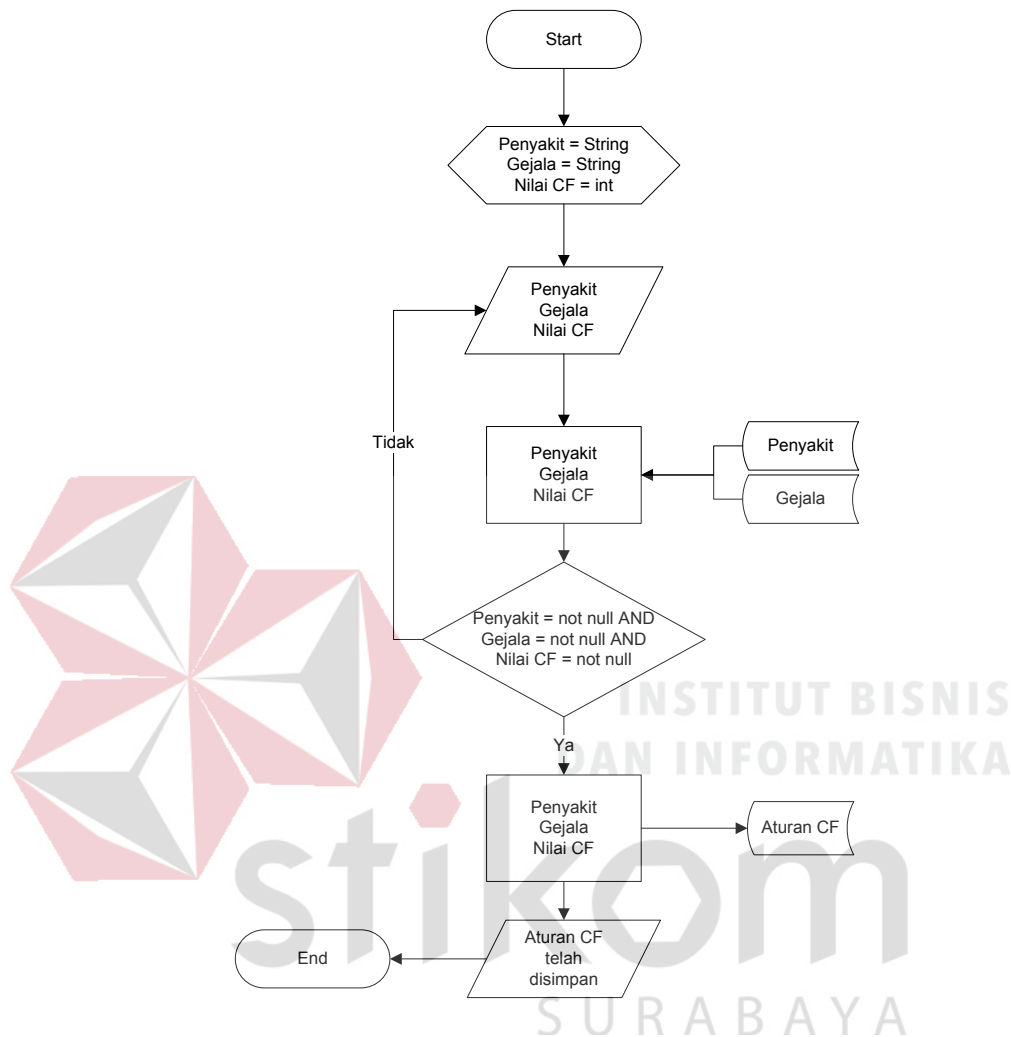 Start
Penyakit = String
Gejala = String
Nilai CF = int
Penyakit
Gejala
Nilai CF
Tidak
Penyakit
Gejala
Nilai CF
Penyakit
Gejala
Penyakit = not null AND
Gejala = not null AND
Nilai CF = not null
INSTITUT BISNIS
DAN INFORMATIKA
Ya
Penyakit
Gejala
Nilai CF
Aturan CF
stikom
Aturan CF
telah
disimpan
End
SURABAYA